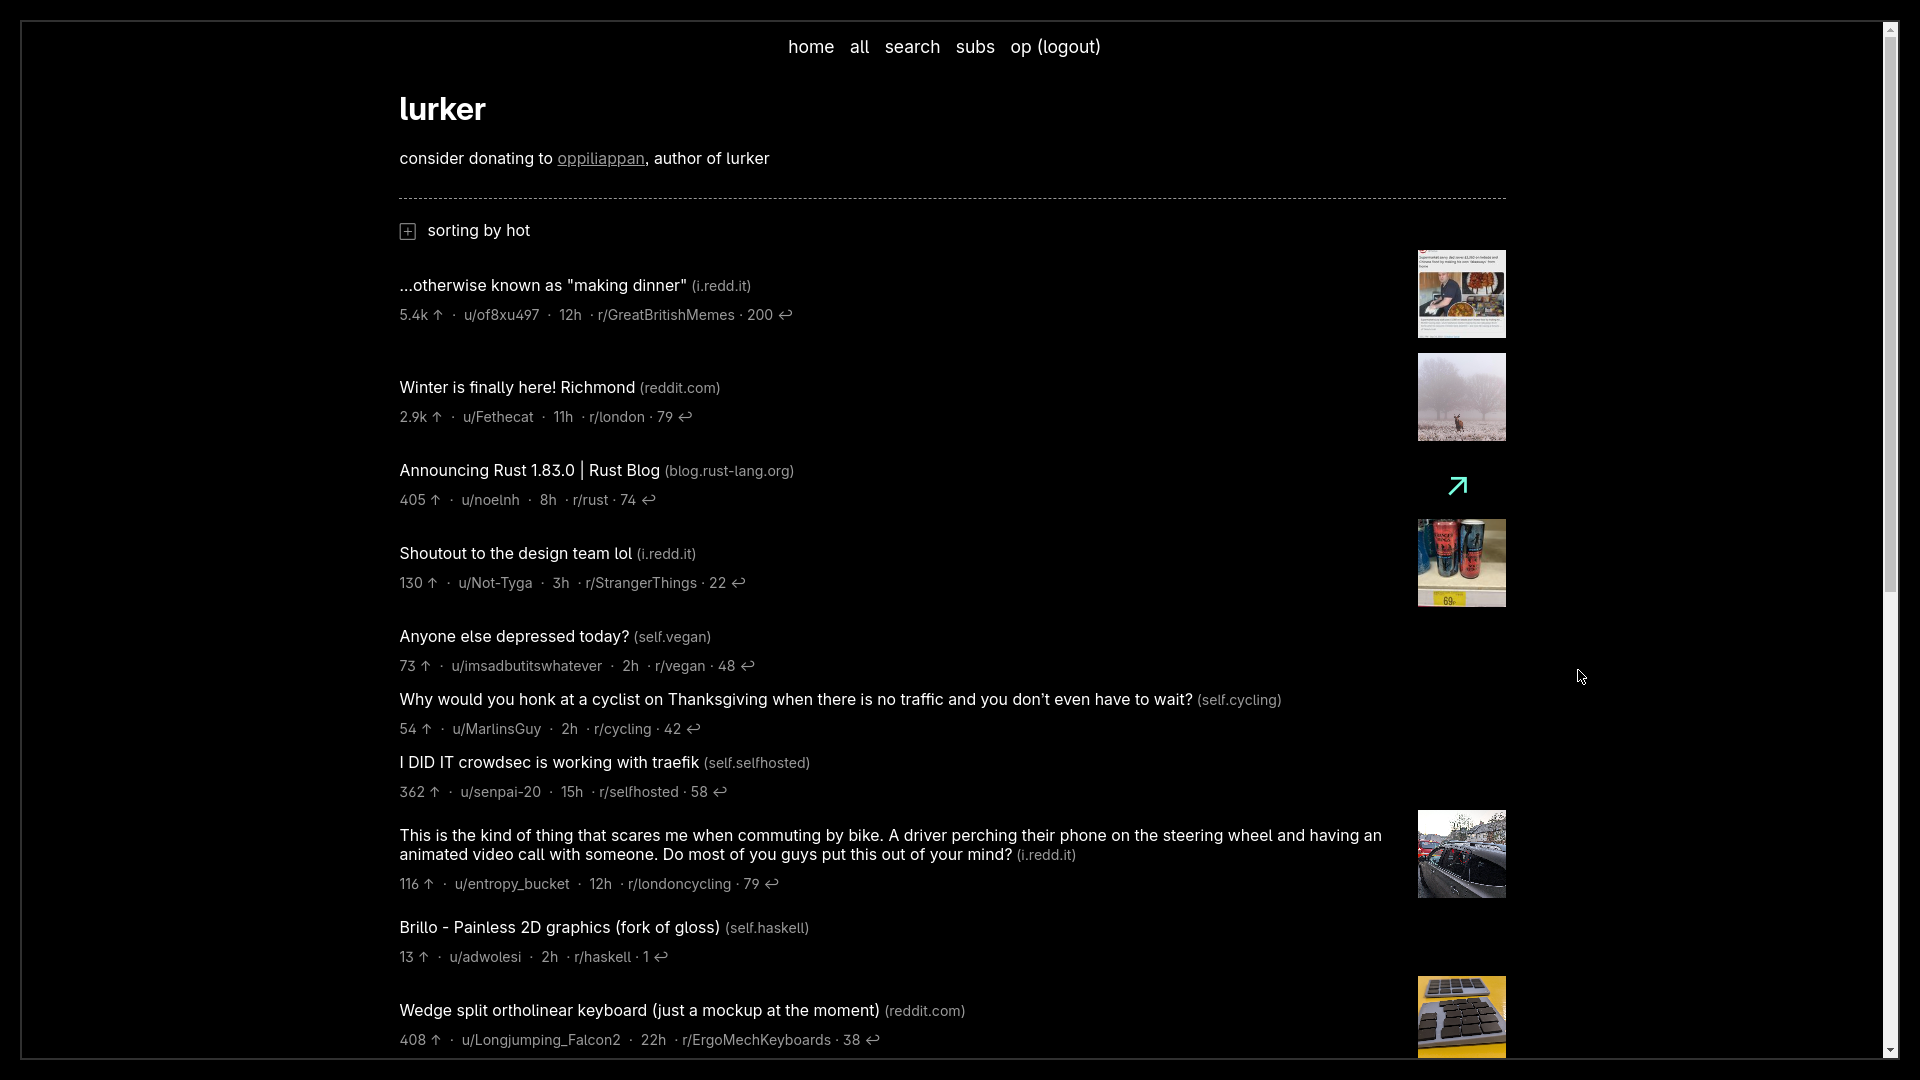 home all search subs op (logout)
lurker
consider donating to oppiliappan, author of lurker
sorting by hot
...otherwise known as "making dinner" (i.redd.it)
5.4k ↑ · u/of8xu497 · 12h · r/GreatBritishMemes · 200 ↩
Winter is finally here! Richmond (reddit.com)
2.9k ↑ · u/Fethecat · 11h · r/london · 79 ↩
Announcing Rust 1.83.0 | Rust Blog (blog.rust-lang.org)
405 ↑ · u/noelnh · 8h · r/rust · 74 ↩
Shoutout to the design team lol (i.redd.it)
130 ↑ · u/Not-Tyga · 3h · r/StrangerThings · 22 ↩
69
Anyone else depressed today? (self.vegan)
73 ↑ · u/imsadbutitswhatever · 2h · r/vegan · 48 ↩
Why would you honk at a cyclist on Thanksgiving when there is no traffic and you don’t even have to wait? (self.cycling)
54 ↑ · u/MarlinsGuy · 2h · r/cycling · 42 ↩
I DID IT crowdsec is working with traefik (self.selfhosted)
362 ↑ · u/senpai-20 · 15h · r/selfhosted · 58 ↩
This is the kind of thing that scares me when commuting by bike. A driver perching their phone on the steering wheel and having an
animated video call with someone. Do most of you guys put this out of your mind? (i.redd.it)
116 ↑ · u/entropy_bucket · 12h · r/londoncycling · 79 ↩
Brillo - Painless 2D graphics (fork of gloss) (self.haskell)
13 ↑ · u/adwolesi · 2h · r/haskell · 1 ↩
Wedge split ortholinear keyboard (just a mockup at the moment) (reddit.com)
408 ↑ · u/Longjumping_Falcon2 · 22h · r/ErgoMechKeyboards · 38 ↩